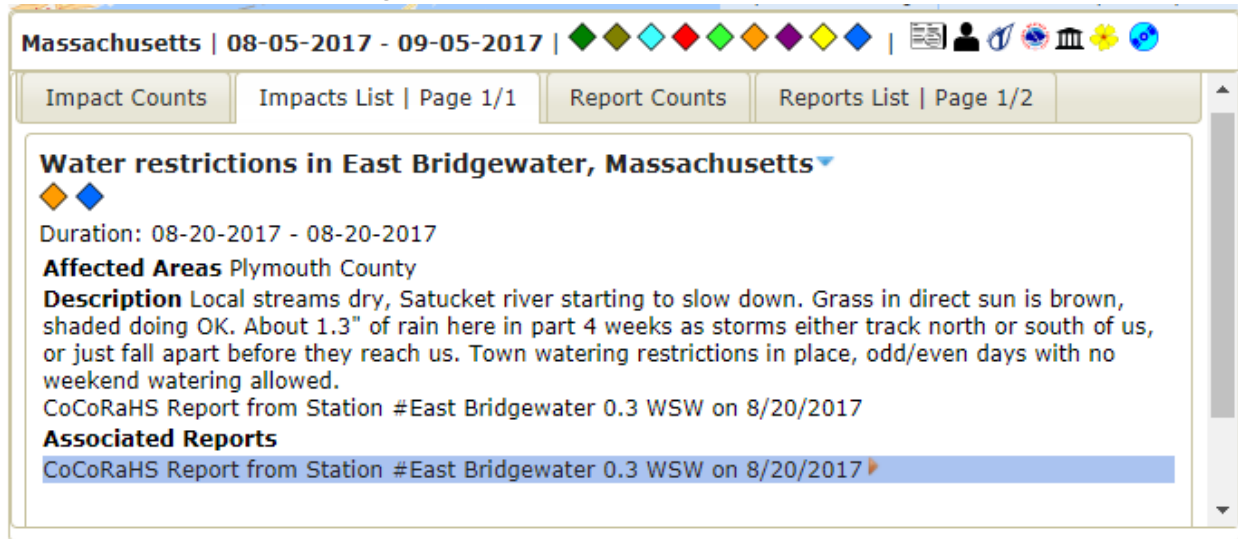 Massachusetts | 08-05-2017 - 09-05-2017 | |
Impact Counts Impacts List | Page 1/1 Report Counts Reports List | Page 1/2
Water restrictions in East Bridgewater, Massachusetts
Duration: 08-20-2017 - 08-20-2017
Affected Areas Plymouth County
Description Local streams dry, Satucket river starting to slow down. Grass in direct sun is brown,
shaded doing OK. About 1.3" of rain here in part 4 weeks as storms either track north or south of us,
or just fall apart before they reach us. Town watering restrictions in place, odd/even days with no
weekend watering allowed.
CoCoRaHS Report from Station #East Bridgewater 0.3 WSW on 8/20/2017
Associated Reports
CoCoRaHS Report from Station #East Bridgewater 0.3 WSW on 8/20/2017